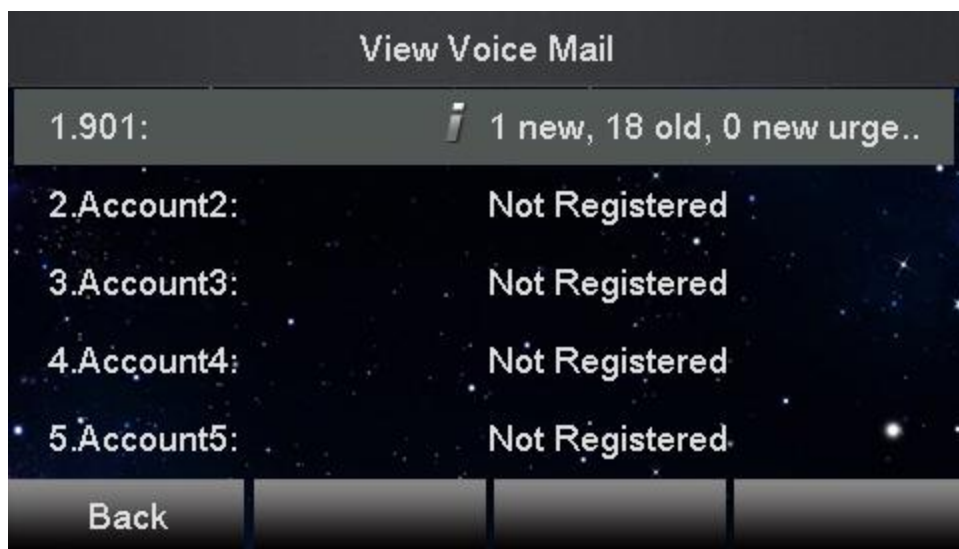 View Voice Mail
1.901: i 1 new, 18 old, 0 new urge..
2.Account2: Not Registered
3.Account3: Not Registered
4.Account4: Not Registered
5.Account5: Not Registered
Back